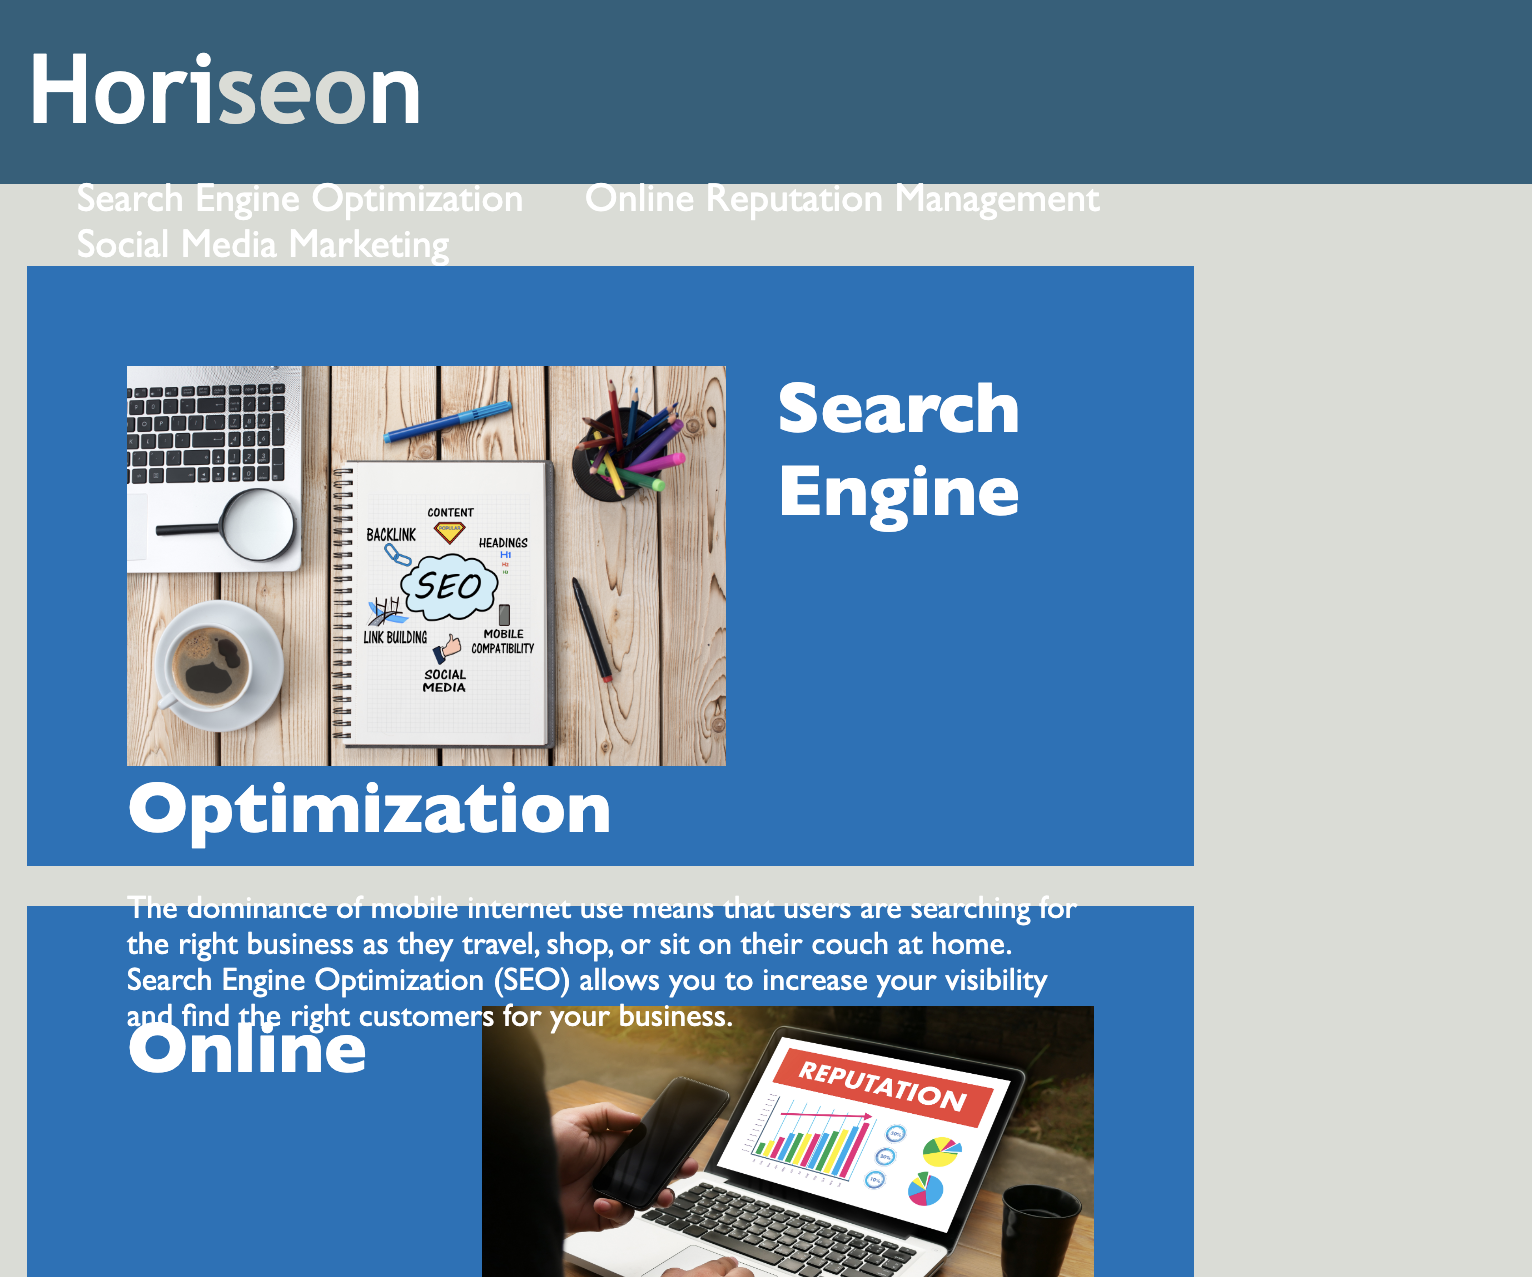 Horiseon
Search Engine Optimization Online Reputation Management
Social Media Marketing
Search
Engine
CONTENT
POPULAR
BACKLINK
HEADINGS
H1
H2
H3
SEO
LINK BUILDING
MOBILE
COMPATIBILITY
SOCIAL
MEDIA
Optimization
The dominance of mobile internet use means that users are searching for
the right business as they travel, shop, or sit on their couch at home.
Search Engine Optimization (SEO) allows you to increase your visibility
and find the right customers for your business.
Online
REPUTATION